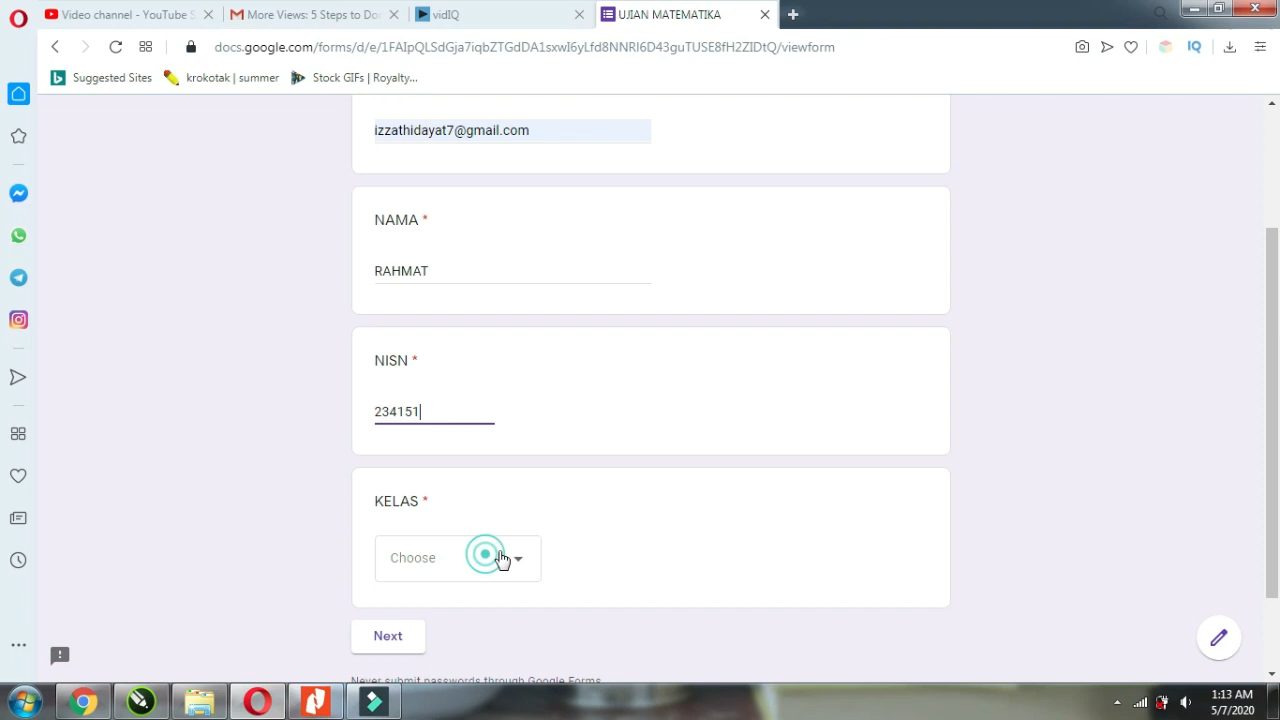 Video channel - YouTube S
More Views: 5 Steps to Do
vidIQ
UJIAN MATEMATIKA
docs.google.com/forms/d/e/1FAIpQLSdGja7iqbZTGdDA1sxwI6yLfd8NNRI6D43guTUSE8fH2ZIDtQ/viewform
IQ
Suggested Sites
krokotak | summer
Stock GIFs | Royalty...
izzathidayat7@gmail.com
NAMA *
RAHMAT
NISN *
234151
KELAS *
Choose
Next
Never submit passwords through Google Forms.
1:13 AM
5/7/2020